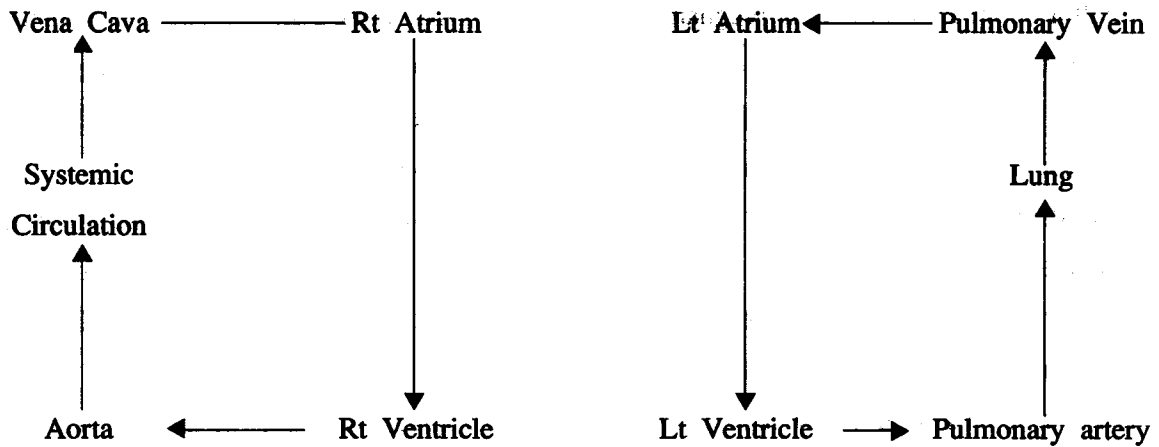 Vena Cava Rt Atrium Lt Atrium Pulmonary Vein
Systemic Lung
Circulation
Aorta Rt Ventricle Lt Ventricle Pulmonary artery